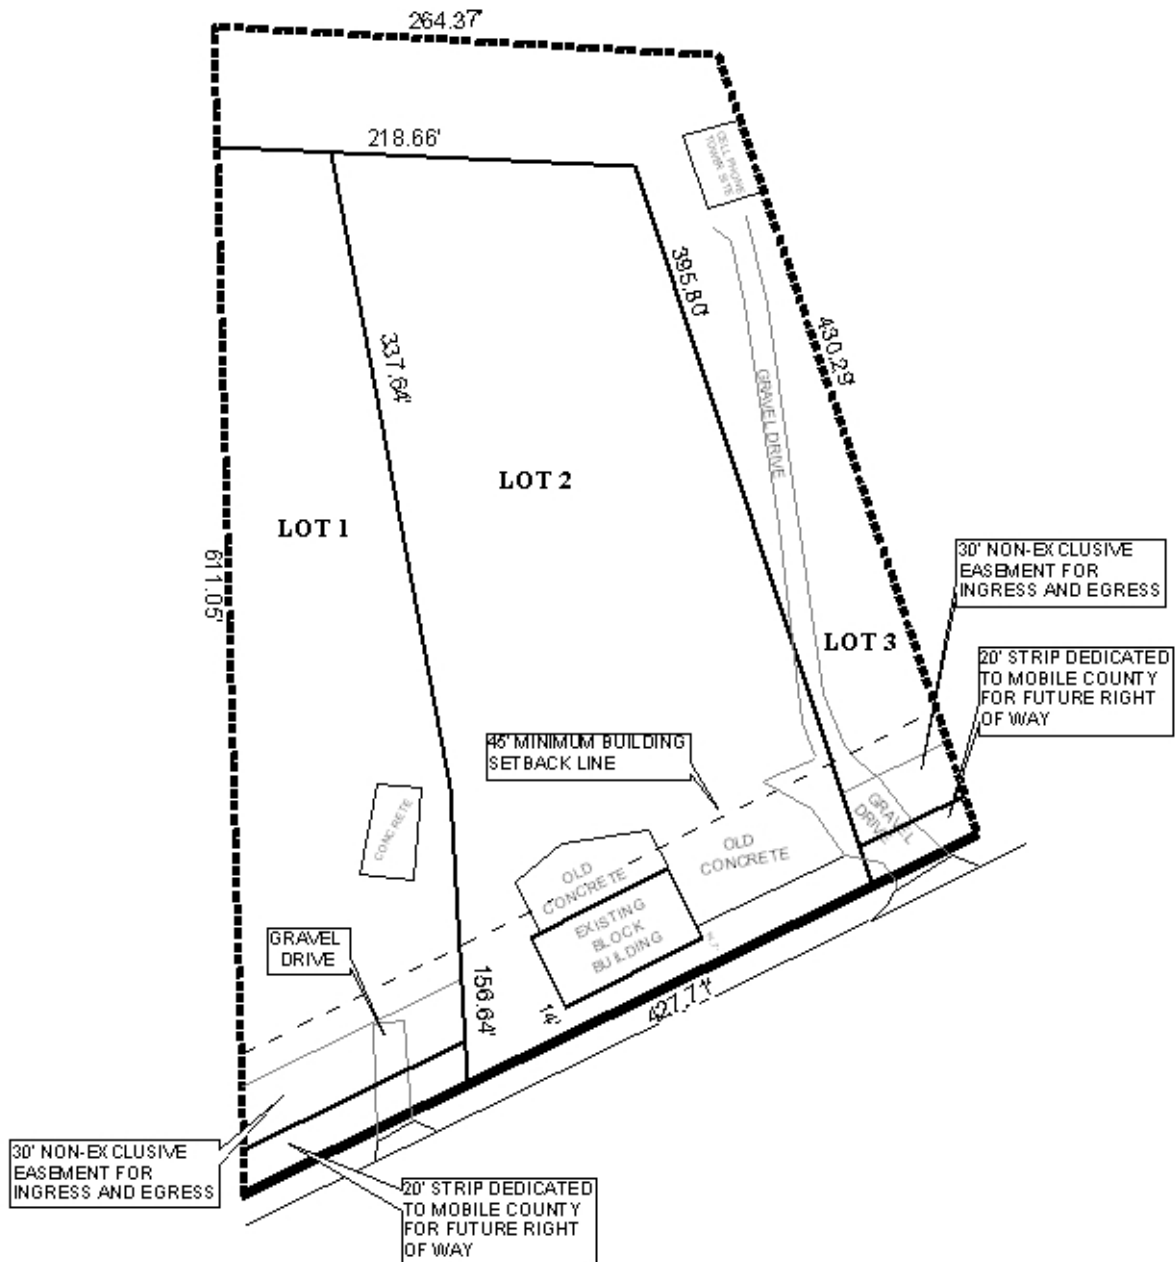 264.37'
218.66'
CELL PHONE
TOWER SITE
395.80'
337.64'
430.29'
GRAVEL DRIVE
LOT 2
LOT 1
611.05'
30' NON-EXCLUSIVE
EASEMENT FOR
INGRESS AND EGRESS
LOT 3
20' STRIP DEDICATED
TO MOBILE COUNTY
FOR FUTURE RIGHT
OF WAY
45' MINIMUM BUILDING
SETBACK LINE
CONCRETE
GRAVEL
DRIVE
OLD
CONCRETE
OLD
CONCRETE
EXISTING
BLOCK
BUILDING
GRAVEL
DRIVE
156.64'
14'
427.71'
30' NON-EXCLUSIVE
EASEMENT FOR
INGRESS AND EGRESS
20' STRIP DEDICATED
TO MOBILE COUNTY
FOR FUTURE RIGHT
OF WAY